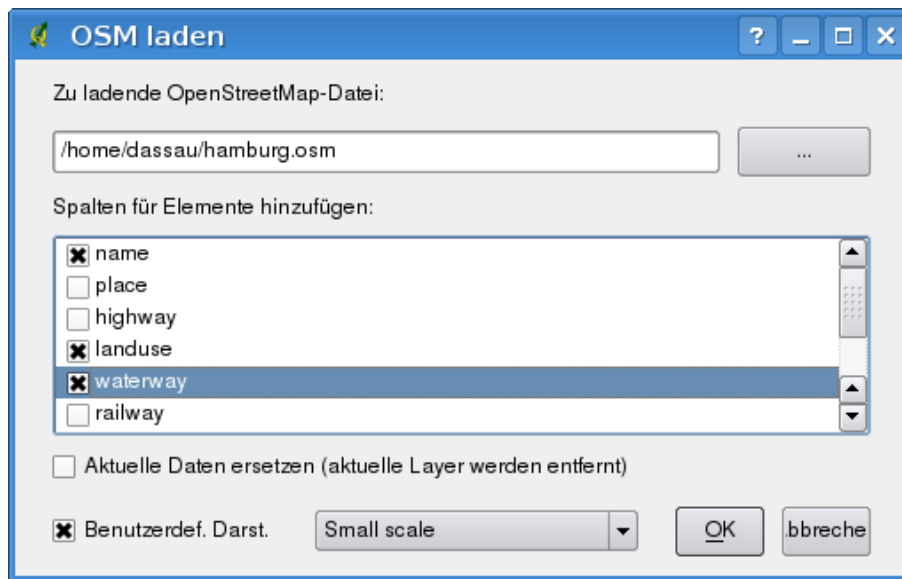 OSM laden
Zu ladende OpenStreetMap-Datei:
/home/dassau/hamburg.osm
...
Spalten für Elemente hinzufügen:
name
place
highway
landuse
waterway
railway
Aktuelle Daten ersetzen (aktuelle Layer werden entfernt)
Benutzerdef. Darst.
Small scale
OK
.bbreche